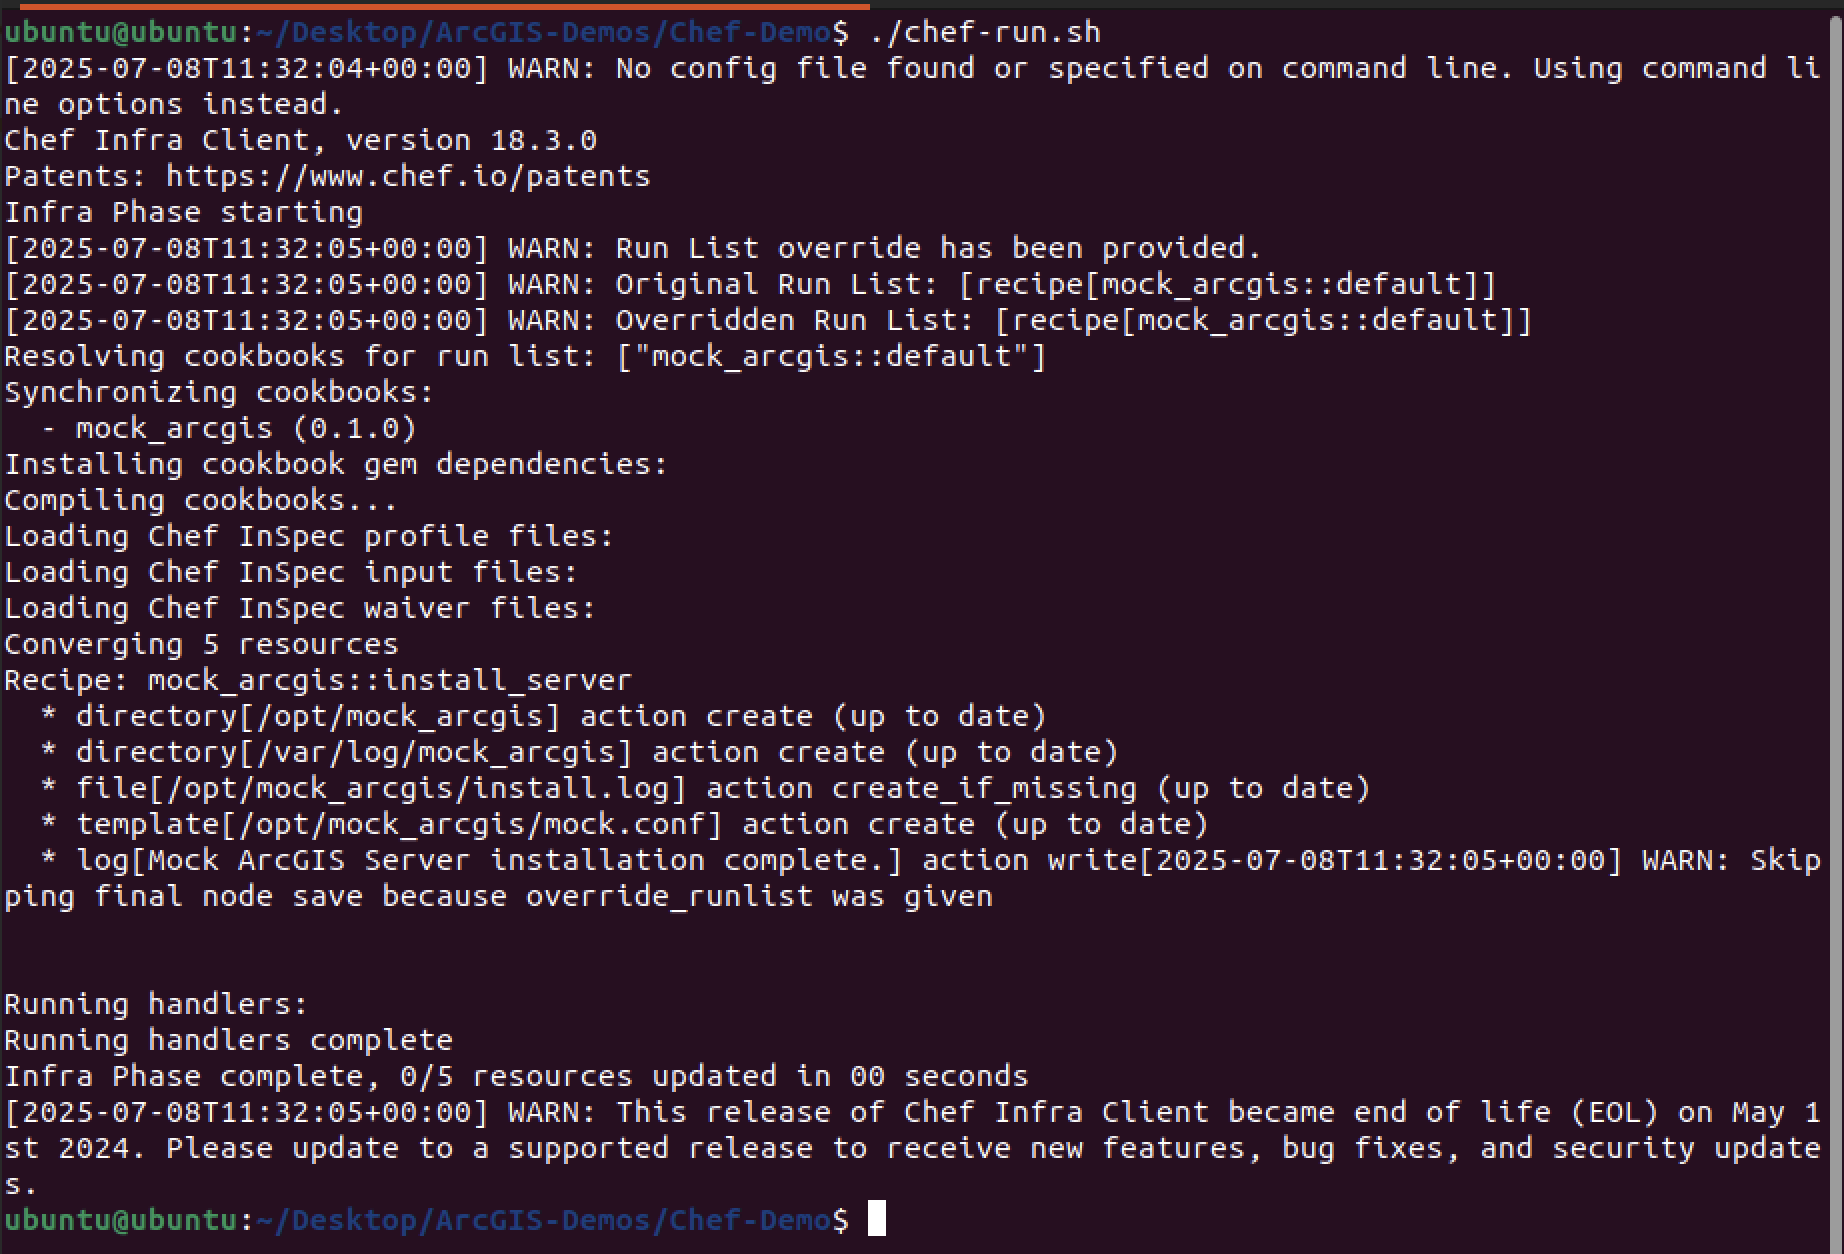 ubuntu@ubuntu:~/Desktop/ArcGIS-Demos/Chef-Demo$ ./chef-run.sh
[2025-07-08T11:32:04+00:00] WARN: No config file found or specified on command line. Using command li
ne options instead.
Chef Infra Client, version 18.3.0
Patents: https://www.chef.io/patents
Infra Phase starting
[2025-07-08T11:32:05+00:00] WARN: Run List override has been provided.
[2025-07-08T11:32:05+00:00] WARN: Original Run List: [recipe[mock_arcgis::default]]
[2025-07-08T11:32:05+00:00] WARN: Overridden Run List: [recipe[mock_arcgis::default]]
Resolving cookbooks for run list: ["mock_arcgis::default"]
Synchronizing cookbooks:
  - mock_arcgis (0.1.0)
Installing cookbook gem dependencies:
Compiling cookbooks...
Loading Chef InSpec profile files:
Loading Chef InSpec input files:
Loading Chef InSpec waiver files:
Converging 5 resources
Recipe: mock_arcgis::install_server
  * directory[/opt/mock_arcgis] action create (up to date)
  * directory[/var/log/mock_arcgis] action create (up to date)
  * file[/opt/mock_arcgis/install.log] action create_if_missing (up to date)
  * template[/opt/mock_arcgis/mock.conf] action create (up to date)
  * log[Mock ArcGIS Server installation complete.] action write[2025-07-08T11:32:05+00:00] WARN: Skip
ping final node save because override_runlist was given
Running handlers:
Running handlers complete
Infra Phase complete, 0/5 resources updated in 00 seconds
[2025-07-08T11:32:05+00:00] WARN: This release of Chef Infra Client became end of life (EOL) on May 1
st 2024. Please update to a supported release to receive new features, bug fixes, and security update
s.
ubuntu@ubuntu:~/Desktop/ArcGIS-Demos/Chef-Demo$